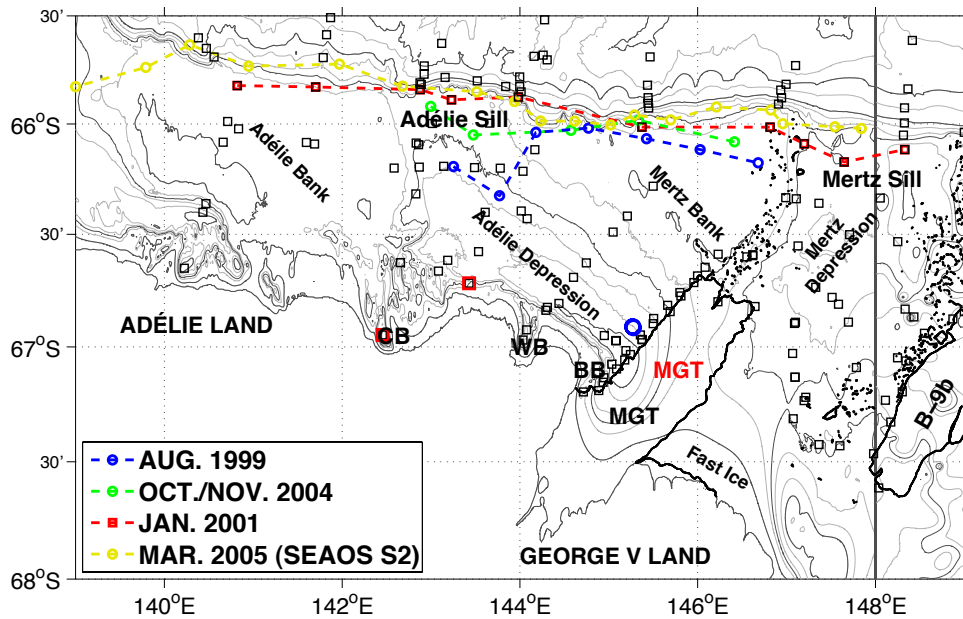 66°S
30'
67°S
30'
68°S
Adélie Sill
Adélie Bank
Mertz Bank
Mertz Sill
Mertz
Depression
Adélie Depression
ADÉLIE LAND
CB
WB
BB
MGT
MGT
B-9b
Fast Ice
GEORGE V LAND
AUG. 1999
OCT./NOV. 2004
JAN. 2001
MAR. 2005 (SEAOS S2)
140°E
142°E
144°E
146°E
148°E